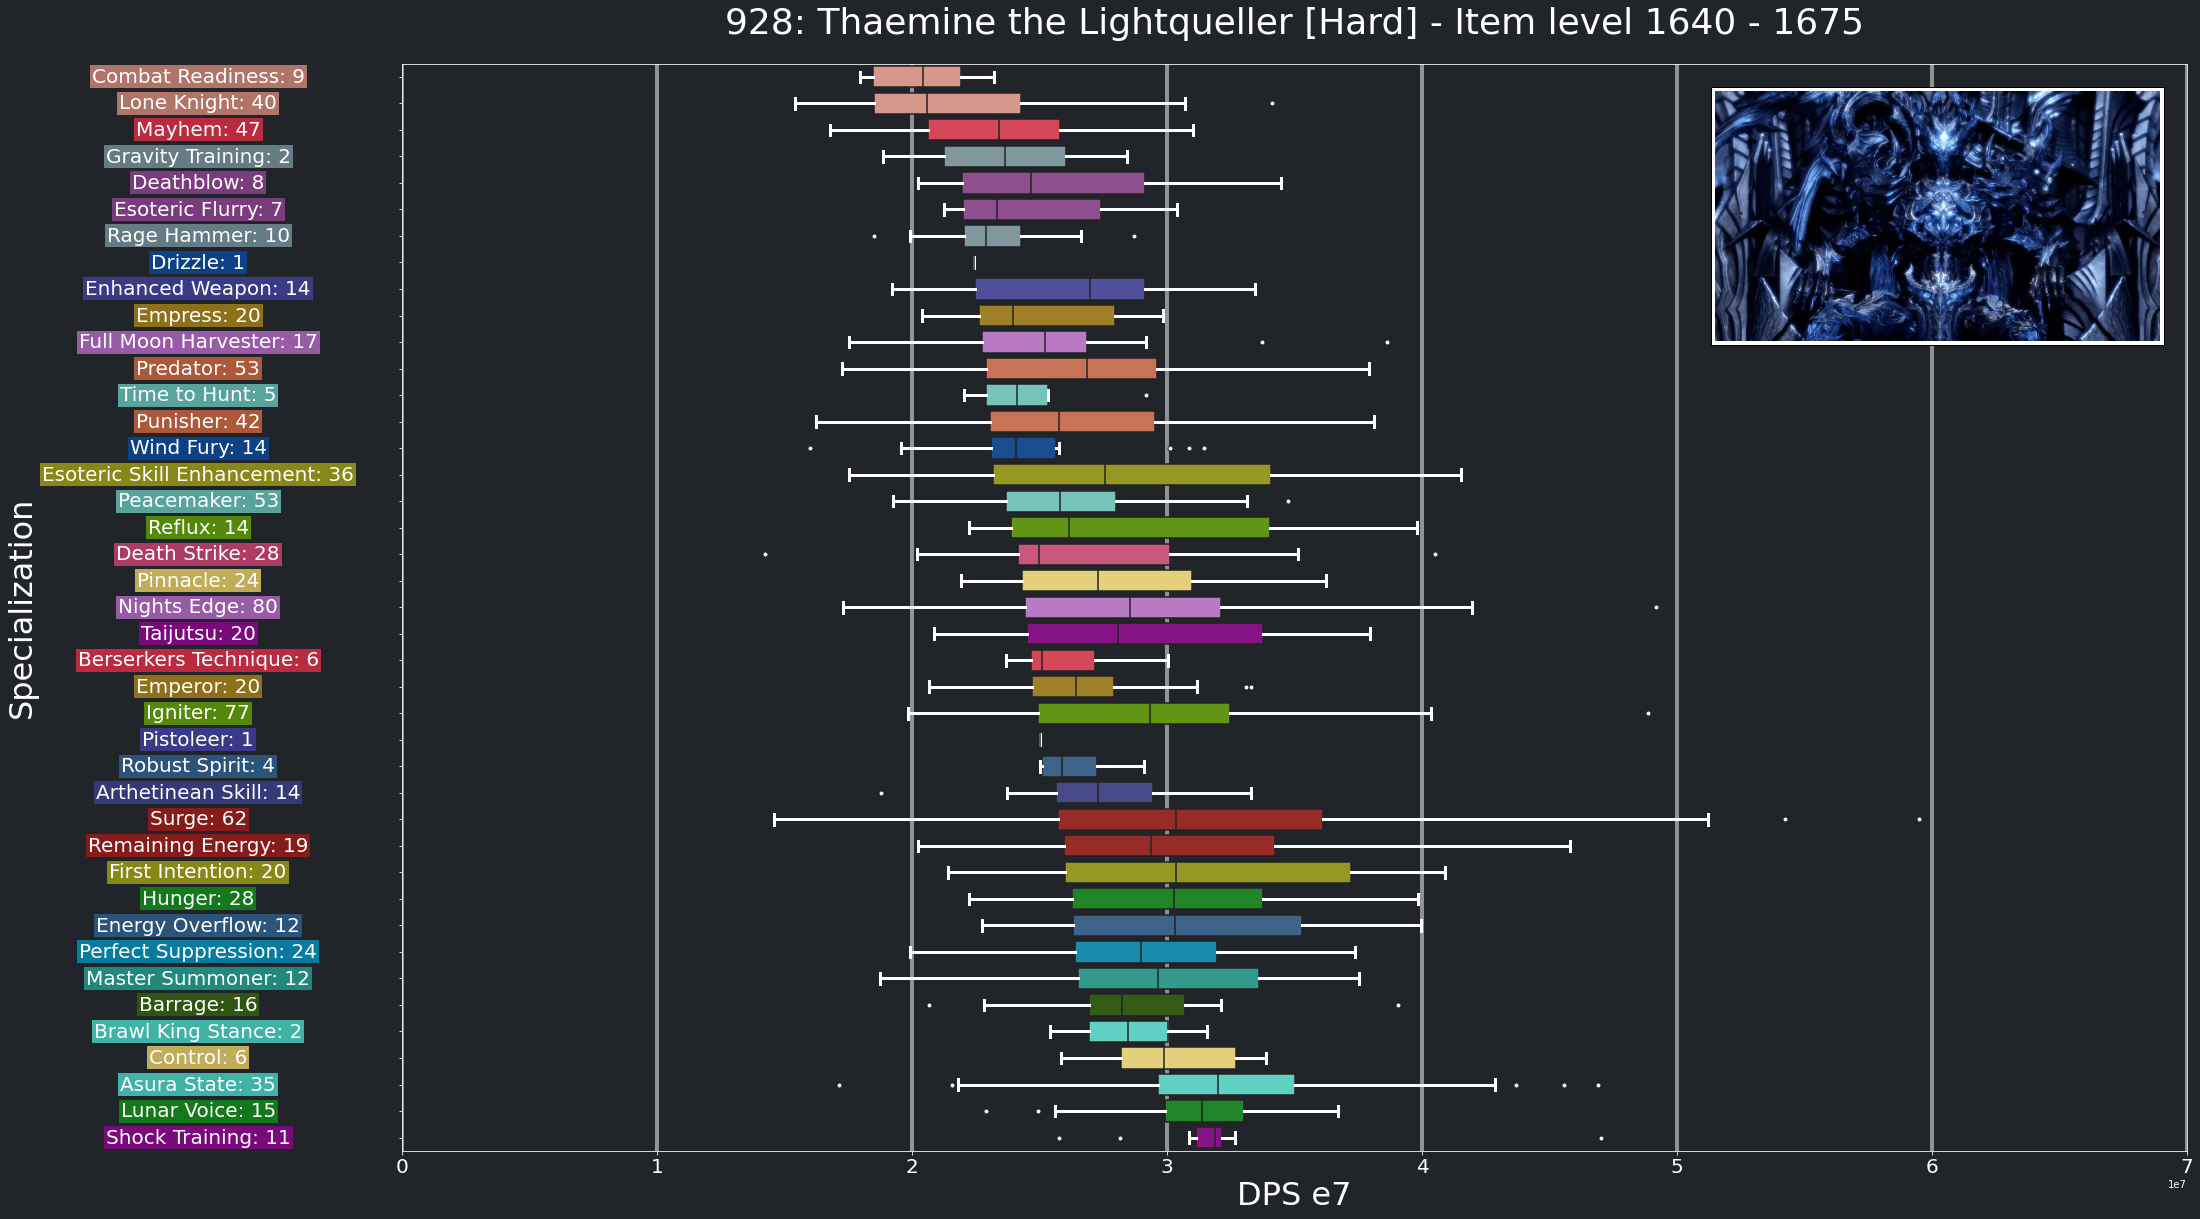 928: Thaemine the Lightqueller [Hard] - Item level 1640 - 1675
Combat Readiness: 9
Lone Knight: 40
Mayhem: 47
Gravity Training: 2
Deathblow: 8
Esoteric Flurry: 7
Rage Hammer: 10
Drizzle: 1
Enhanced Weapon: 14
Empress: 20
Full Moon Harvester: 17
Predator: 53
Time to Hunt: 5
Punisher: 42
Wind Fury: 14
Esoteric Skill Enhancement: 36
Peacemaker: 53
Reflux: 14
Death Strike: 28
Pinnacle: 24
Nights Edge: 80
Taijutsu: 20
Berserkers Technique: 6
Emperor: 20
Igniter: 77
Pistoleer: 1
Robust Spirit: 4
Arthetinean Skill: 14
Surge: 62
Remaining Energy: 19
First Intention: 20
Hunger: 28
Energy Overflow: 12
Perfect Suppression: 24
Master Summoner: 12
Barrage: 16
Brawl King Stance: 2
Control: 6
Asura State: 35
Lunar Voice: 15
Shock Training: 11
Specialization
0 1 2 3 4 5 6 7
1e7
DPS e7